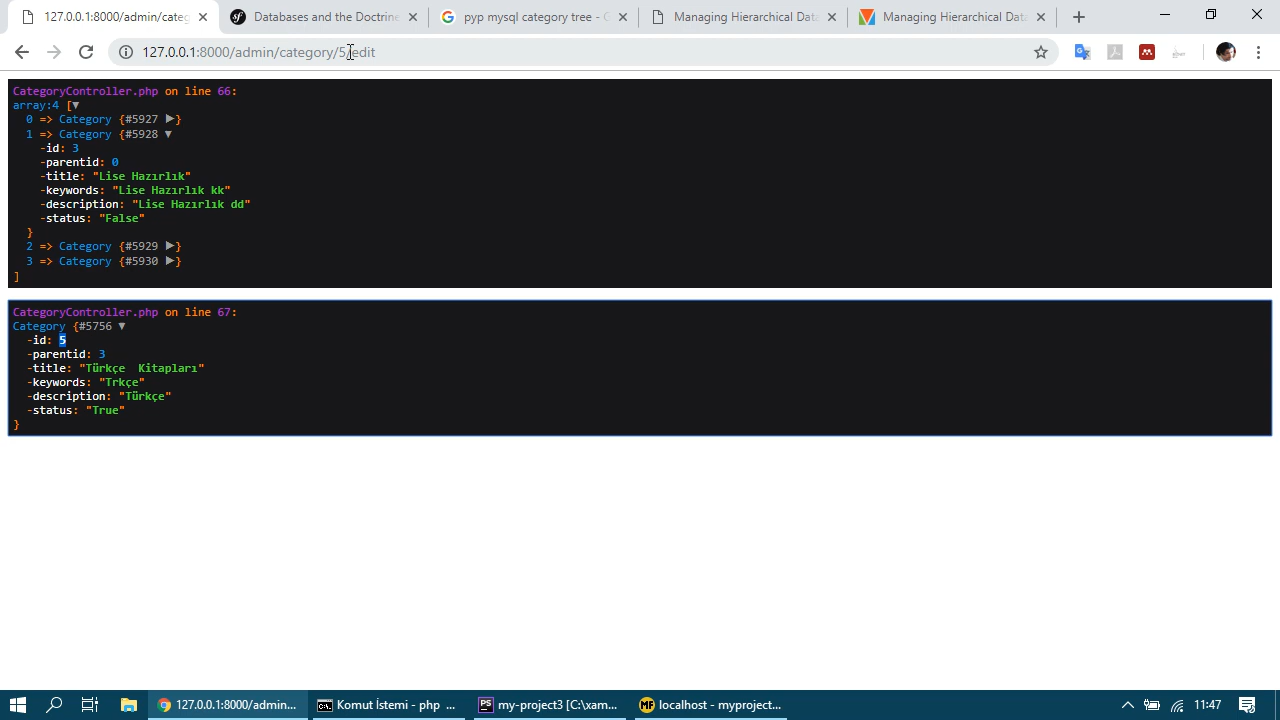 127.0.0.1:8000/admin/categ
Databases and the Doctrine
pyp mysql category tree - G
Managing Hierarchical Data
Managing Hierarchical Data
127.0.0.1:8000/admin/category/5/edit
CategoryController.php on line 66:
array:4 [▼
0 => Category {#5927 ▶}
1 => Category {#5928 ▼
-id: 3
-parentid: 0
-title: "Lise Hazırlık"
-keywords: "Lise Hazırlık kk"
-description: "Lise Hazırlık dd"
-status: "False"
}
2 => Category {#5929 ▶}
3 => Category {#5930 ▶}
]
CategoryController.php on line 67:
Category {#5756 ▼
-id: 5
-parentid: 3
-title: "Türkçe  Kitapları"
-keywords: "Trkçe"
-description: "Türkçe"
-status: "True"
}
127.0.0.1:8000/admin...
Komut İstemi - php ...
my-project3 [C:\xam...
localhost - myproject...
11:47